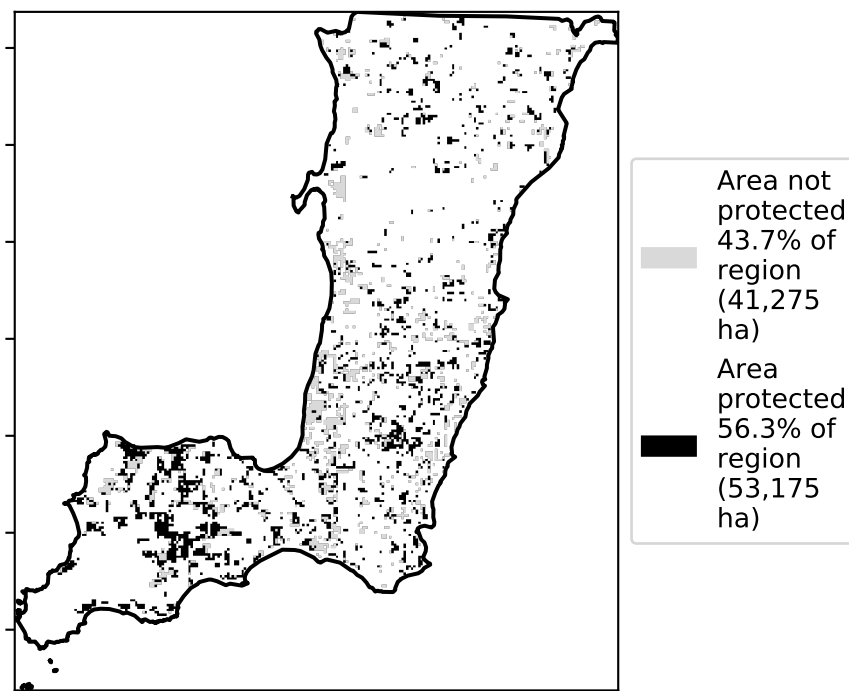 Area not
protected
43.7% of
region
(41,275
ha)
Area
protected
56.3% of
region
(53,175
ha)